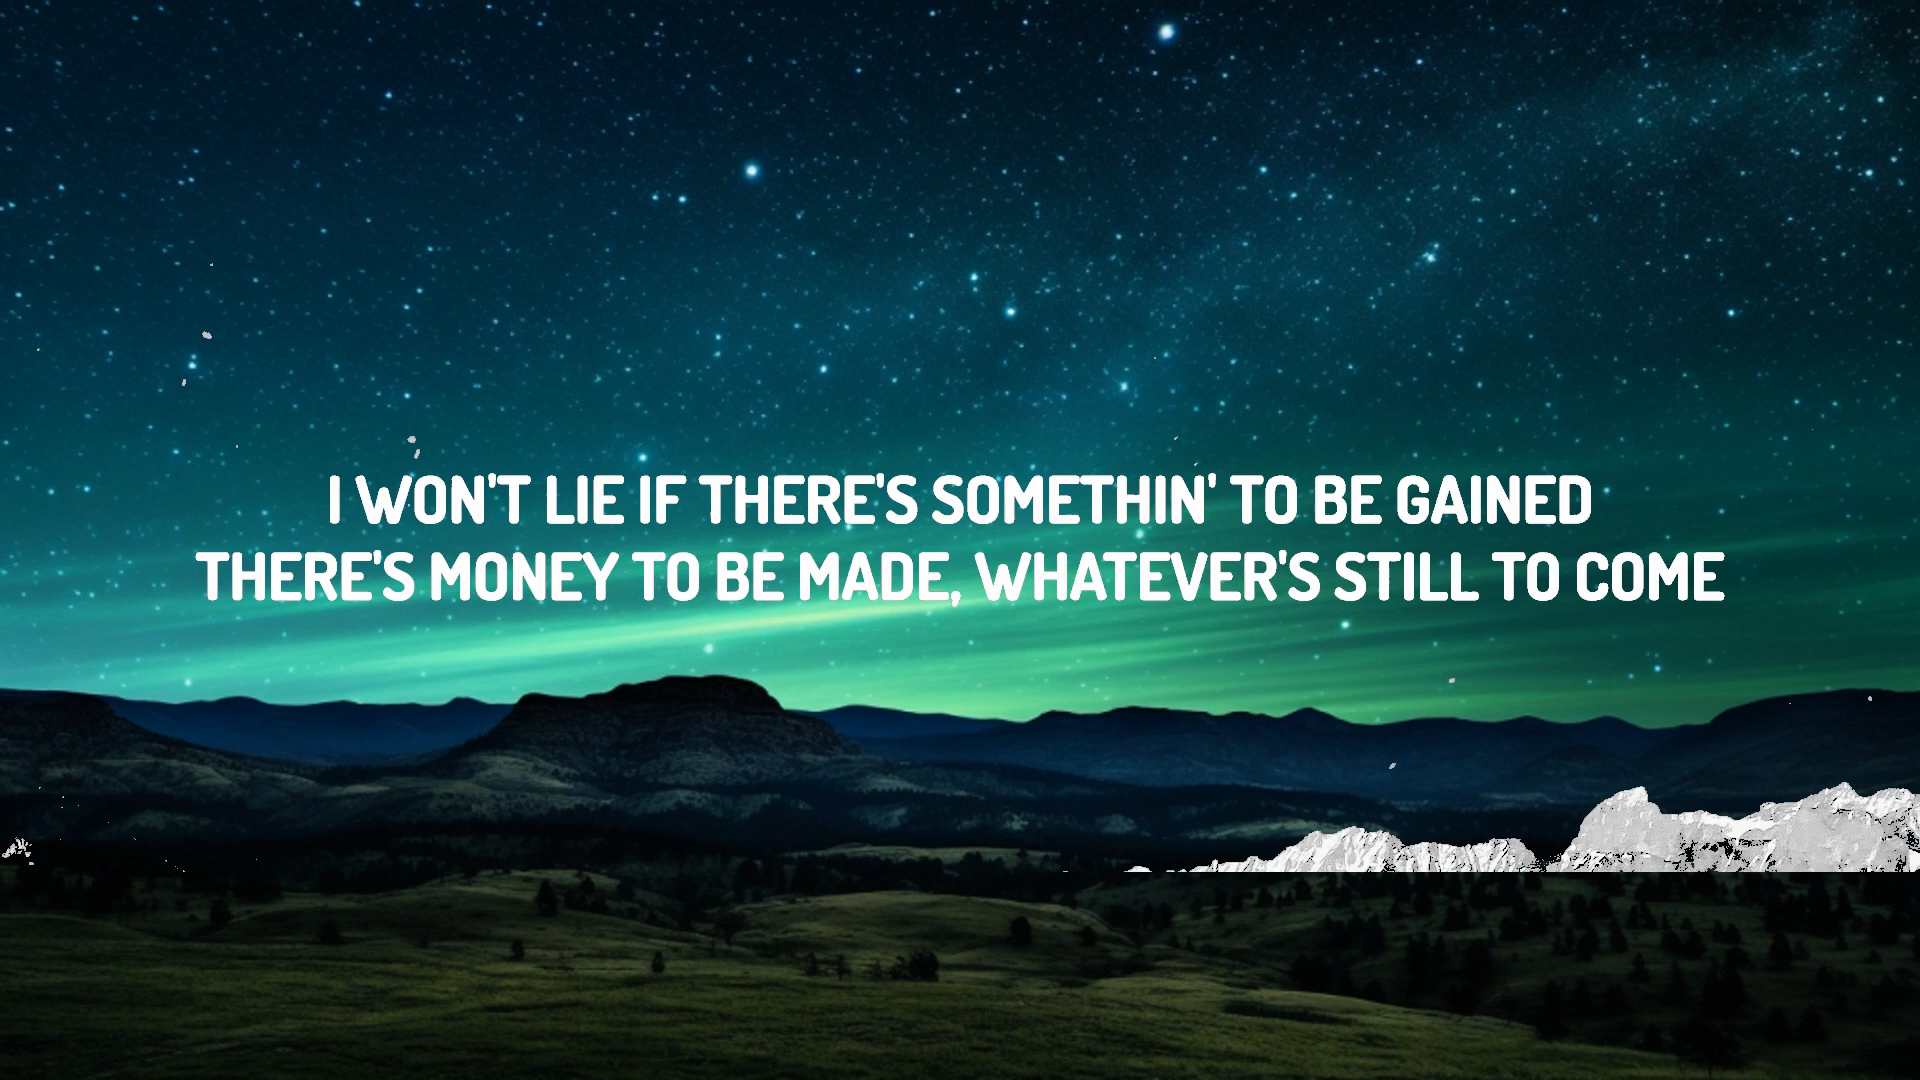 I WON'T LIE IF THERE'S SOMETHIN' TO BE GAINED
THERE'S MONEY TO BE MADE, WHATEVER'S STILL TO COME